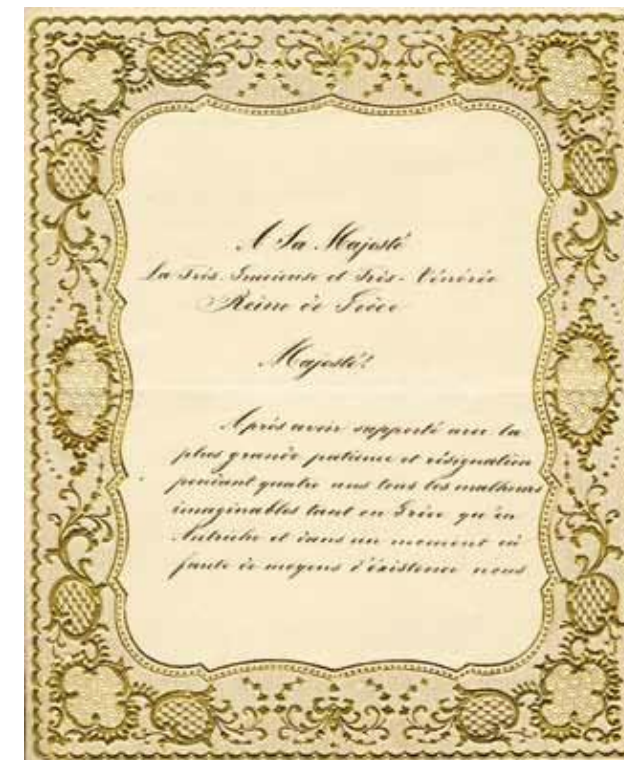 A Sa Majesté
La Très-Gracieuse et Très-Vénérée
Reine de Grèce
Majesté!
Après avoir supporté avec la
plus grande patience et résignation
pendant quatre ans tous les malheurs
imaginables tant en Grèce qu'en
Autriche et dans un moment où
faute de moyens d'éxistence nous